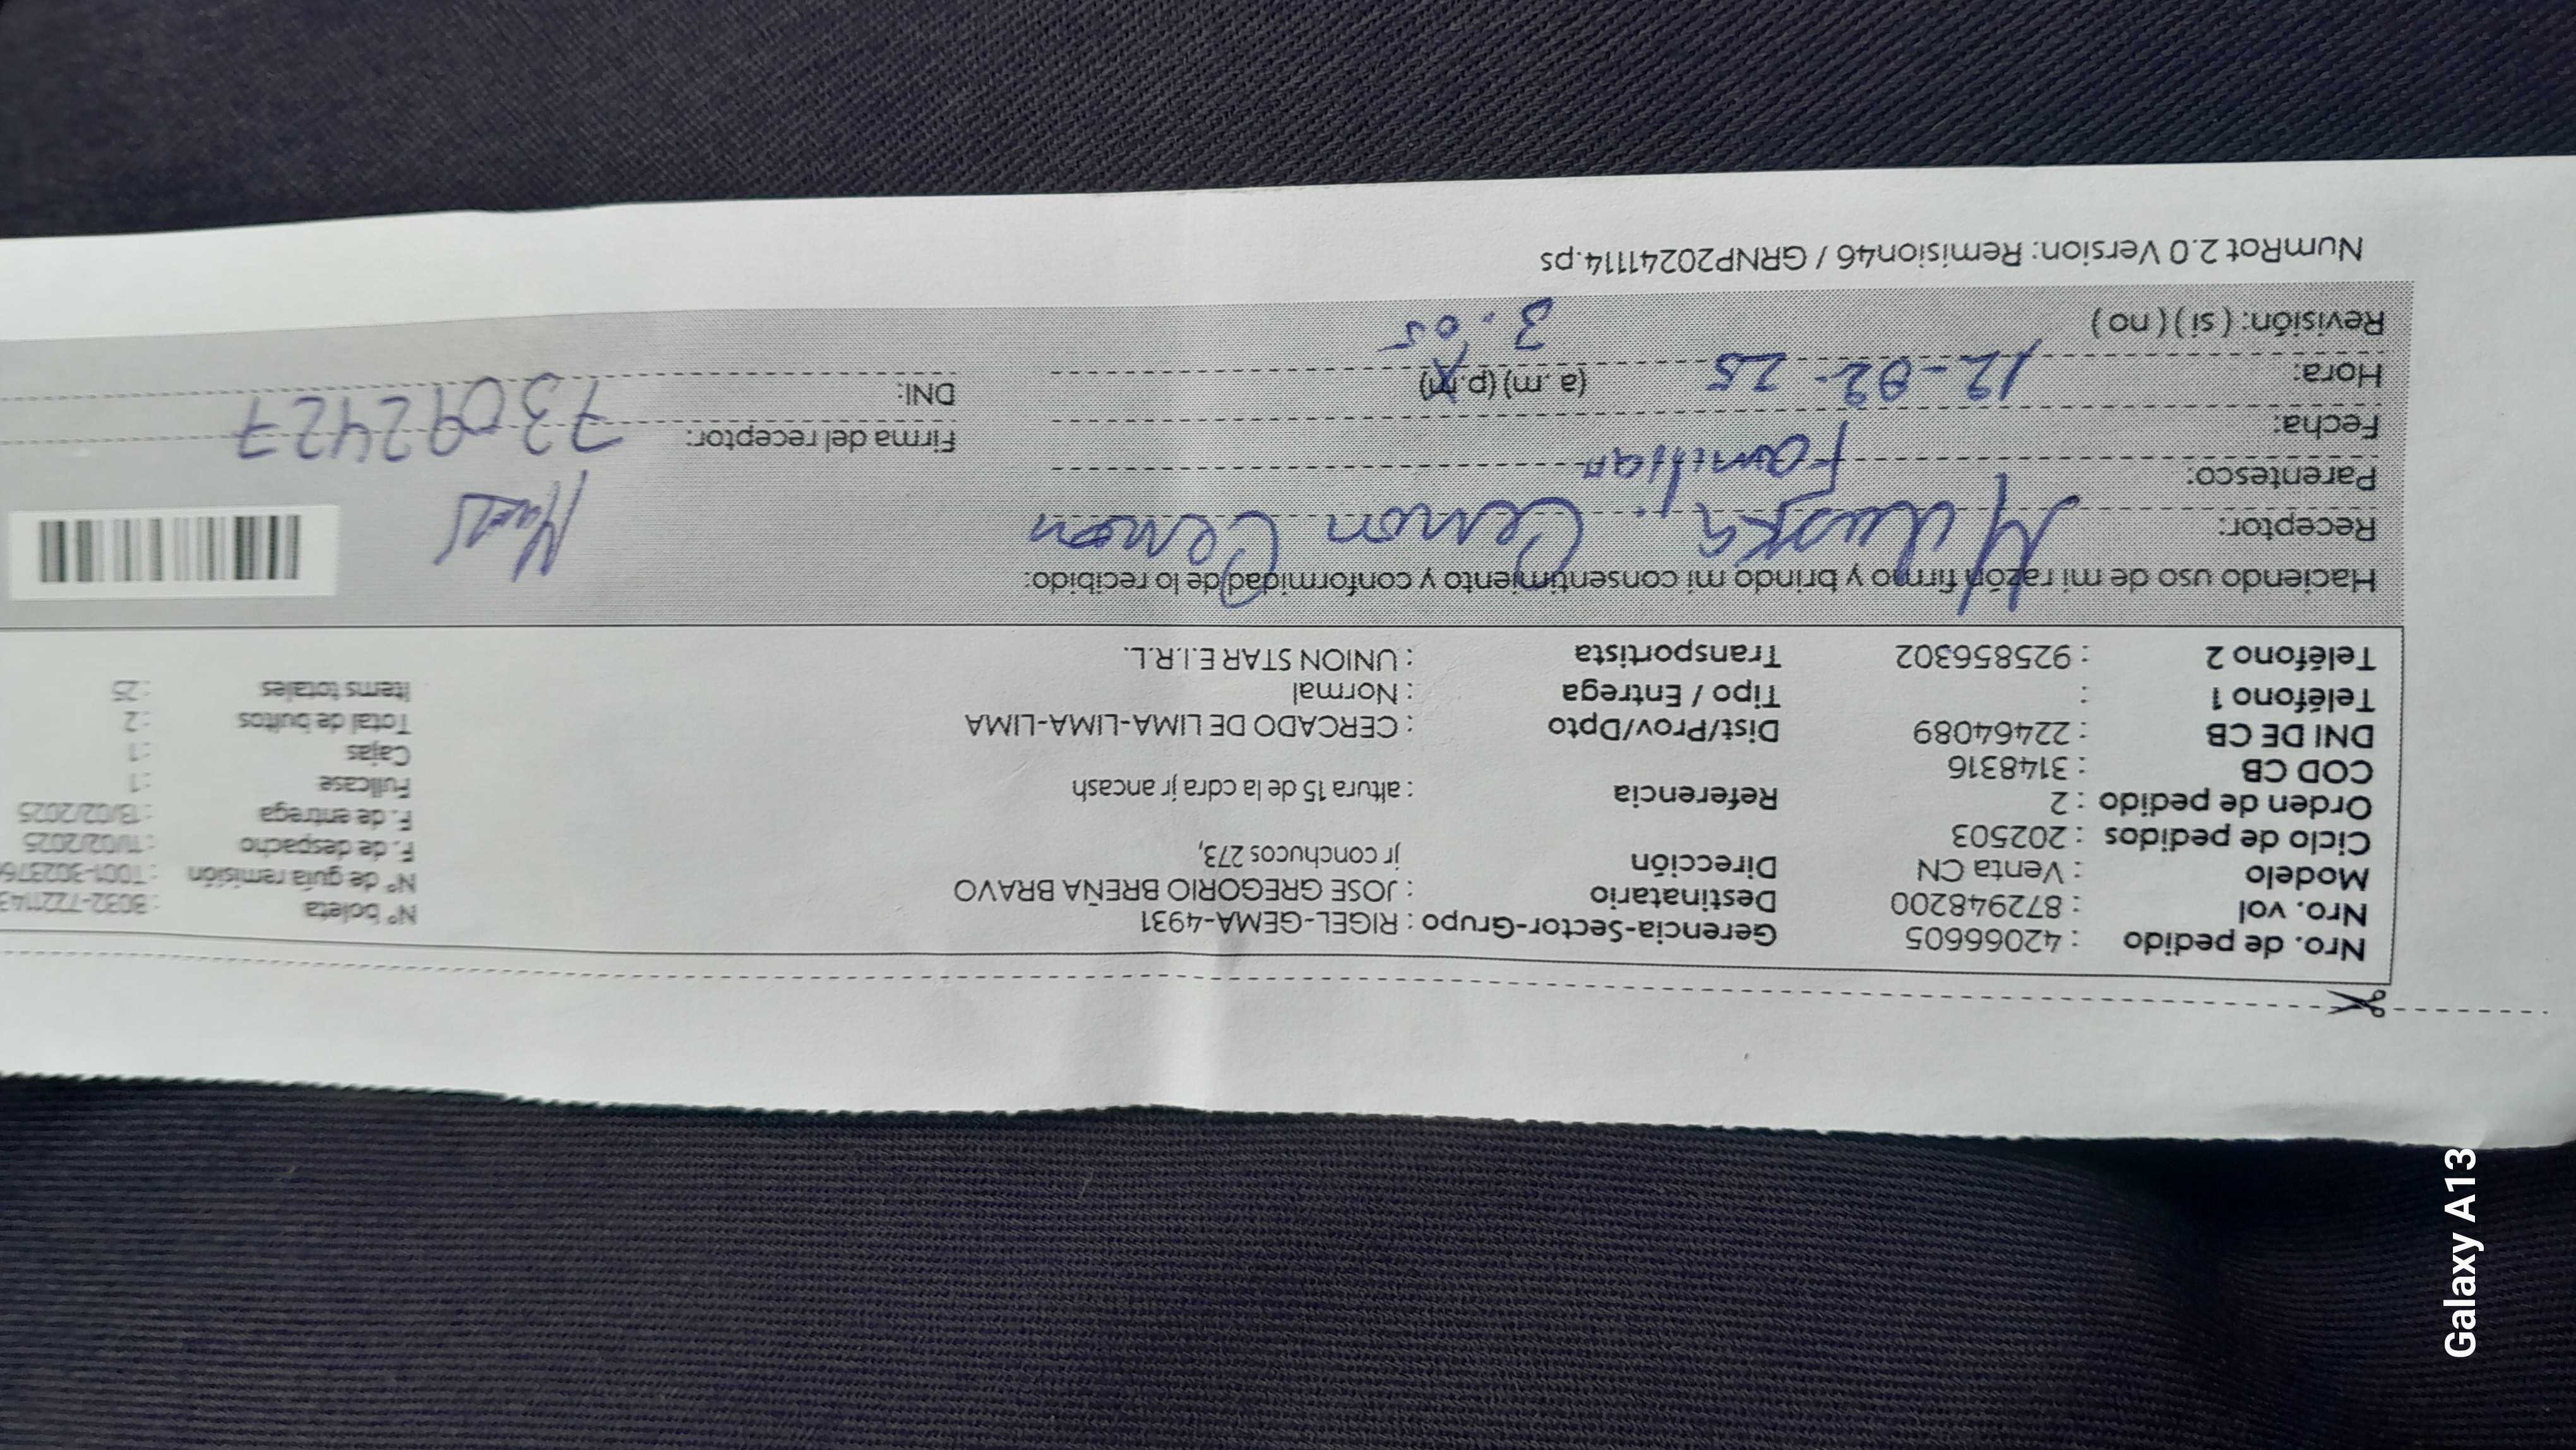 Nro. de pedido : 42066605 Gerencia-Sector-Grupo : RIGEL-GEMA-4931 N° boleta
Nro. vol : 872948200 Destinatario : JOSE GREGORIO BREÑA BRAVO N° de guía remisión
Modelo : Venta CN Dirección jr conchucos 273, F. de despacho : 11/02/2025
Ciclo de pedidos : 202503 F. de entrega : 13/02/2025
Orden de pedido : 2 Referencia : altura 15 de la cdra jr ancash Fullcase : 1
COD CB : 3148316 Cajas : 1
DNI DE CB : 22464089 Dist/Prov/Dpto : CERCADO DE LIMA-LIMA-LIMA Total de bultos : 2
Teléfono 1 : Tipo / Entrega : Normal Items totales : 25
Teléfono 2 : 925856302 Transportista : UNION STAR E.I.R.L.
Haciendo uso de mi razón firmo y brindo mi consentimiento y conformidad de lo recibido:
Receptor:
Parentesco: Familiar
Fecha: 12-02-25 Firma del receptor:
Hora: (a.m) (p.m) 3.05 DNI: 73092427
Revisión: ( si ) ( no )
NumRot 2.0 Version: Remision46 / GRNP20241114.ps
Galaxy A13